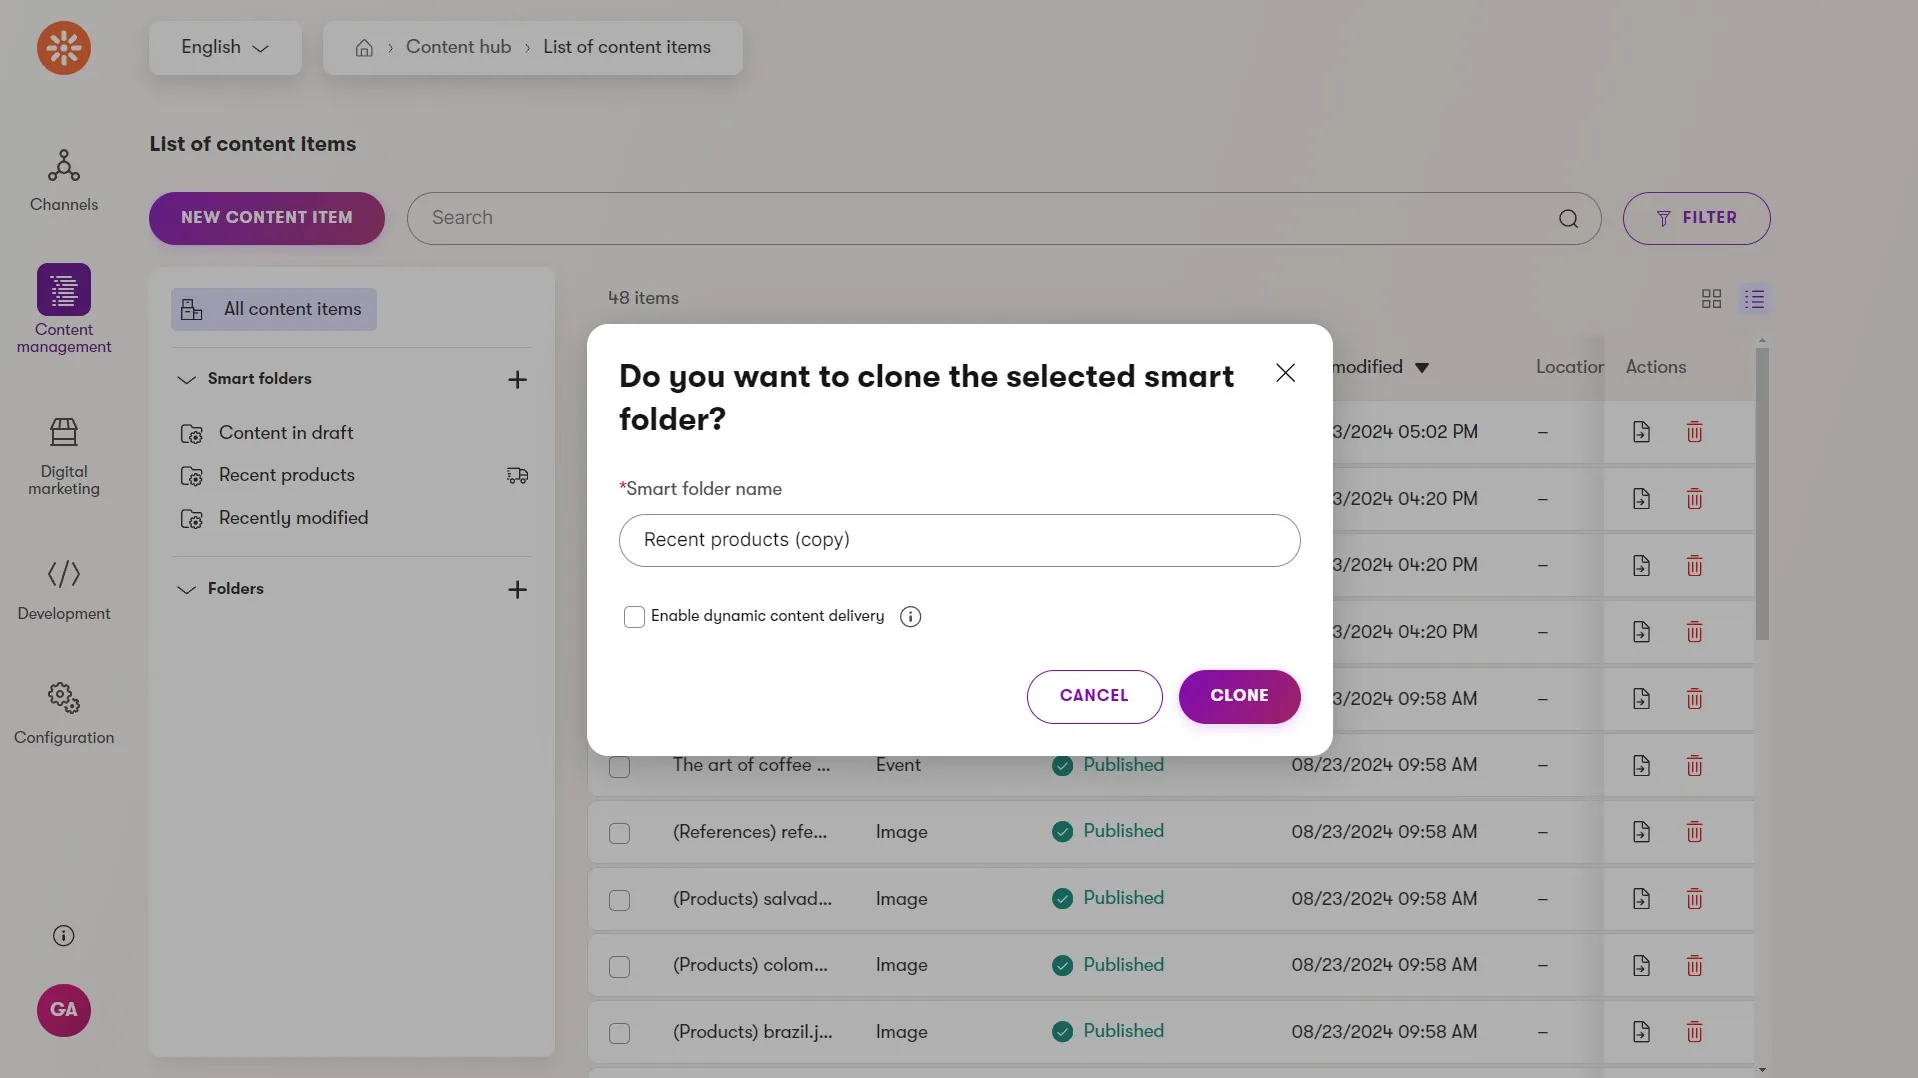 English
Content hub
List of content items
List of content items
Channels
NEW CONTENT ITEM
Search
FILTER
Content
management
All content items
48 items
Smart folders
Content in draft
Recent products
Recently modified
Folders
Digital
marketing
Development
Configuration
GA
Do you want to clone the selected smart
folder?
*Smart folder name
Recent products (copy)
Enable dynamic content delivery
CANCEL
CLONE
modified
Location
Actions
3/2024 05:02 PM –
3/2024 04:20 PM –
3/2024 04:20 PM –
3/2024 04:20 PM –
3/2024 09:58 AM –
The art of coffee ... Event Published 08/23/2024 09:58 AM –
(References) refe... Image Published 08/23/2024 09:58 AM –
(Products) salvad... Image Published 08/23/2024 09:58 AM –
(Products) colom... Image Published 08/23/2024 09:58 AM –
(Products) brazil.j... Image Published 08/23/2024 09:58 AM –